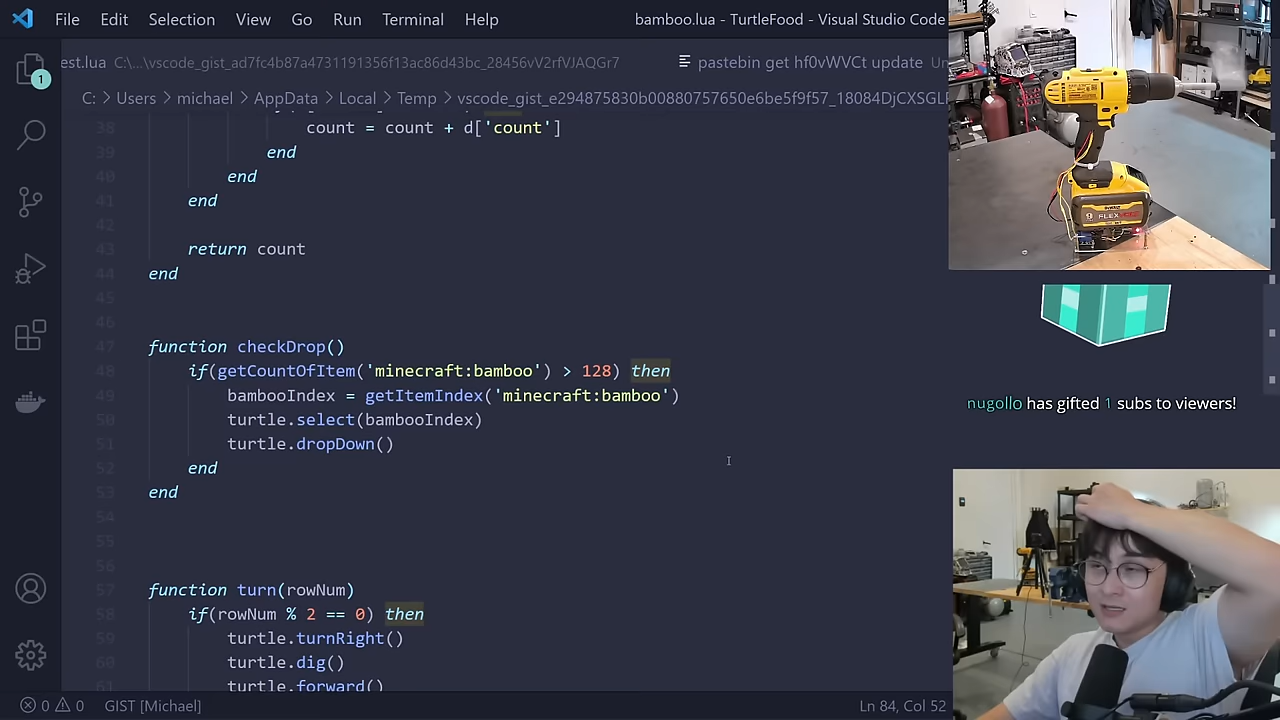 File Edit Selection View Go Run Terminal Help
bamboo.lua - TurtleFood - Visual Studio Code
1
est.lua C:\...\vscode_gist_ad7fc4b87a4731191356f13ac86d43bc_28456vV2rfVJAQGr7
pastebin get hf0vWVCt update Un
C: > Users > michael > AppData > Local > Temp > vscode_gist_e294875830b00880757650e6be5f9f57_18084DjCXSGLF
38 count = count + d['count']
39 end
40 end
41 end
42
43 return count
44 end
45
46
47 function checkDrop()
48 if(getCountOfItem('minecraft:bamboo') > 128) then
49 bambooIndex = getItemIndex('minecraft:bamboo')
50 turtle.select(bambooIndex)
51 turtle.dropDown()
52 end
53 end
54
55
56
57 function turn(rowNum)
58 if(rowNum % 2 == 0) then
59 turtle.turnRight()
60 turtle.dig()
61 turtle.forward()
0 0 GIST [Michael]
Ln 84, Col 52
9 FLEX
nugollo has gifted 1 subs to viewers!